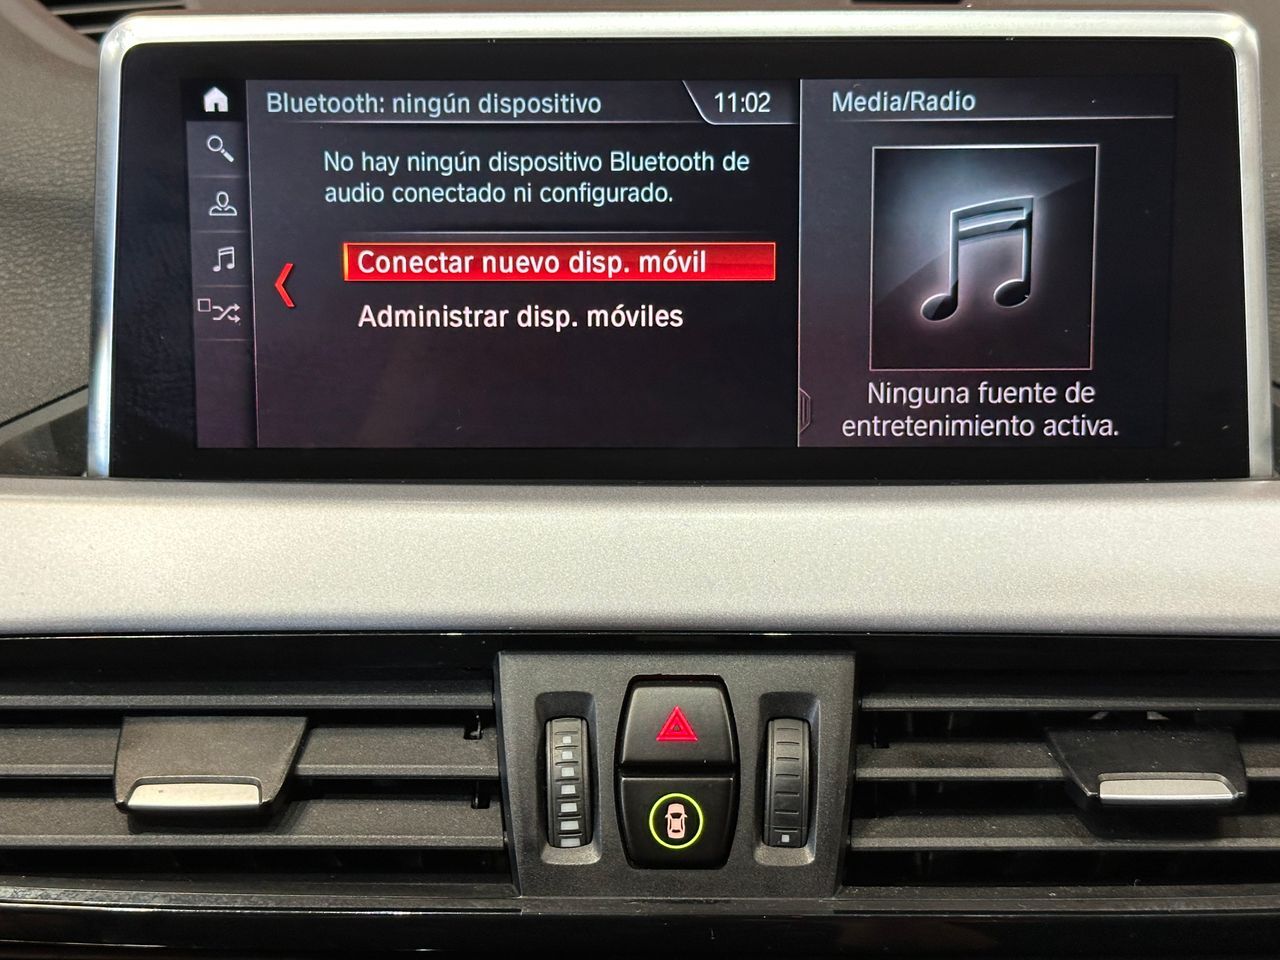 Bluetooth: ningún dispositivo
11:02
No hay ningún dispositivo Bluetooth de
audio conectado ni configurado.
Conectar nuevo disp. móvil
Administrar disp. móviles
Media/Radio
Ninguna fuente de
entretenimiento activa.